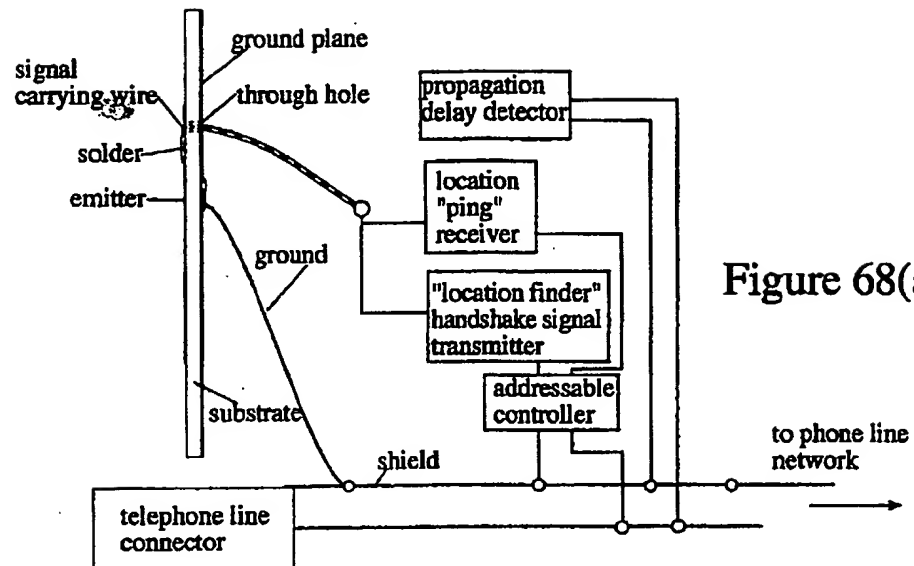 ground plane
signal
carrying wire
through hole
solder
emitter
ground
substrate
shield
propagation
delay detector
location
"ping"
receiver
"location finder"
handshake signal
transmitter
addressable
controller
Figure 68(a
to phone line
network
telephone line
connector